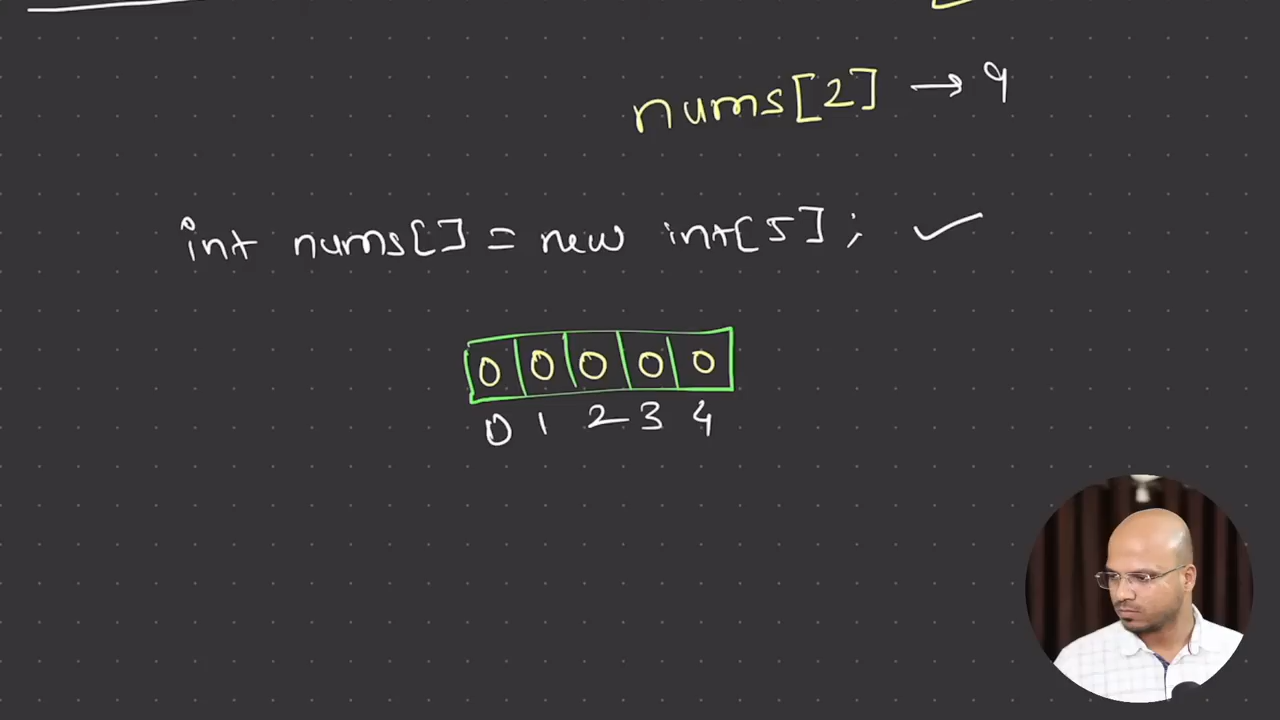 nums[2] → 9
int nums[] = new int[5]; ✓
0 0 0 0 0
0 1 2 3 4